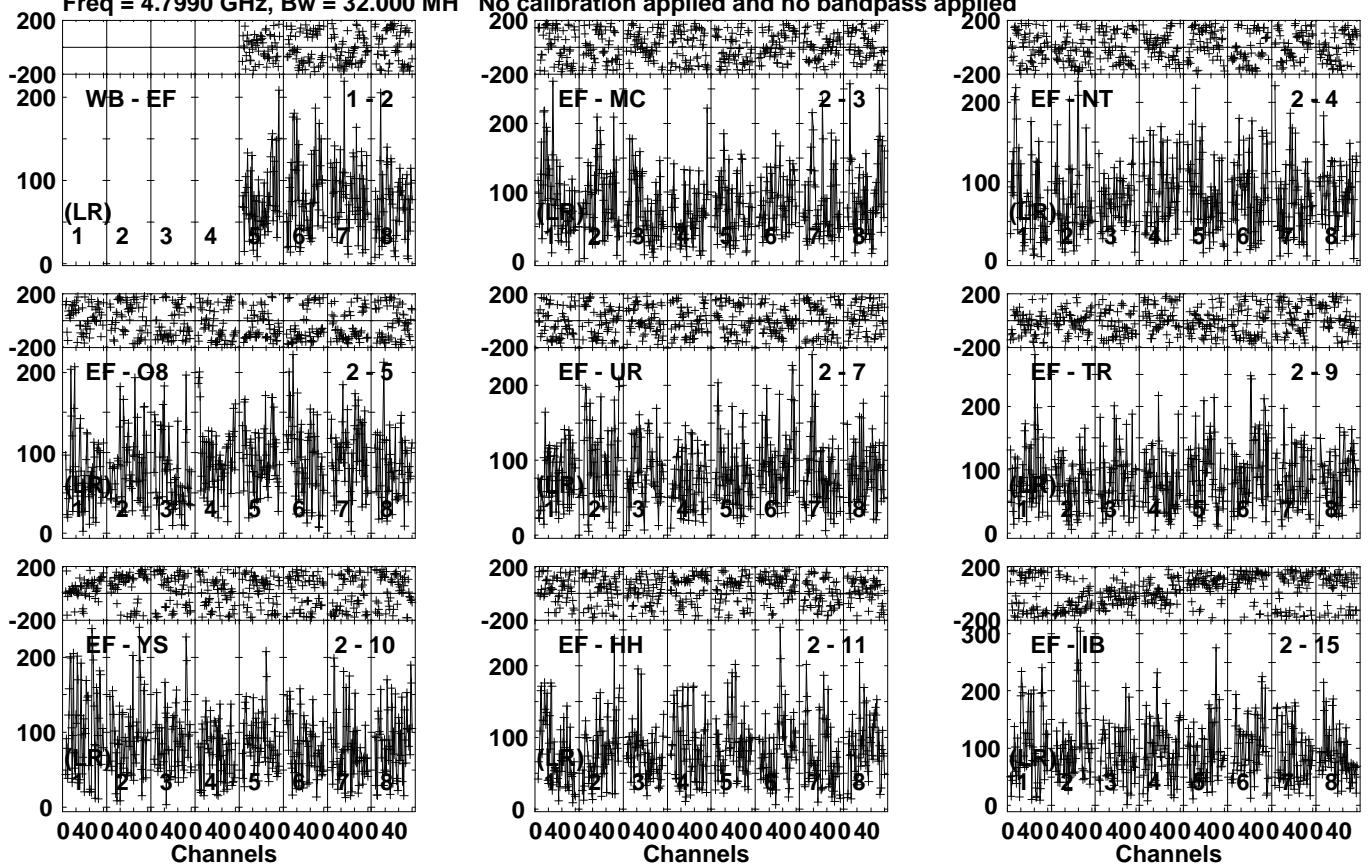 Freq = 4.7990 GHz, Bw = 32.000 MH No calibration applied and no bandpass applied
200
-200
WB - EF 1 - 2
200
100
0
(LR)
1 2 3 4 5 6 7 8
EF - MC 2 - 3
200
100
0
(LR)
1 2 3 4 5 6 7 8
200
-200
EF - NT 2 - 4
200
100
0
(LR)
1 2 3 4 5 6 7 8
200
-200
EF - O8 2 - 5
200
100
0
(LR)
1 2 3 4 5 6 7 8
200
-200
EF - UR 2 - 7
200
100
0
(LR)
1 2 3 4 5 6 7 8
200
-200
EF - TR 2 - 9
200
100
0
(LR)
1 2 3 4 5 6 7 8
200
-200
EF - YS 2 - 10
200
100
0
(LR)
1 2 3 4 5 6 7 8
0 40 0 40 0 40 0 40 0 40 0 40 0 40 0 40
Channels
200
-200
EF - HH 2 - 11
200
100
0
(LR)
1 2 3 4 5 6 7 8
0 40 0 40 0 40 0 40 0 40 0 40 0 40 0 40
Channels
200
-200
EF - IB 2 - 15
300
200
100
0
(LR)
1 2 3 4 5 6 7 8
0 40 0 40 0 40 0 40 0 40 0 40 0 40 0 40
Channels